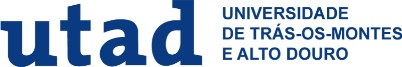 utad
UNIVERSIDADE
DE TRÁS-OS-MONTES
E ALTO DOURO